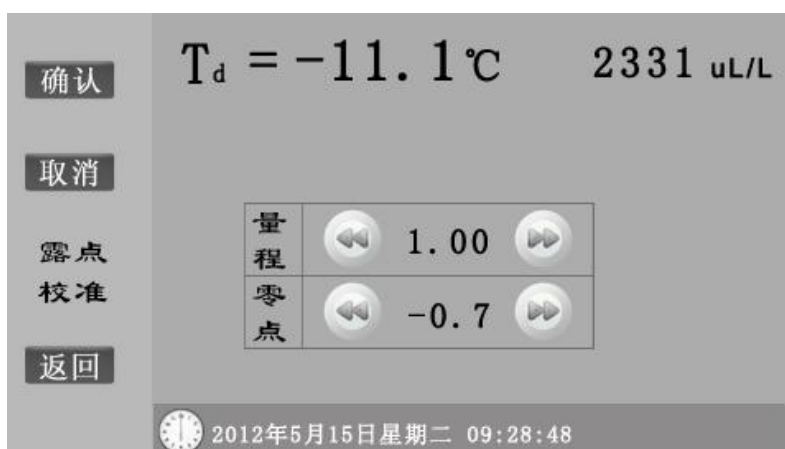 确认
取消
露点
校准
返回
Td =-11.1℃ 2331 uL/L
量程 1.00
零点 -0.7
2012年5月15日星期二 09:28:48